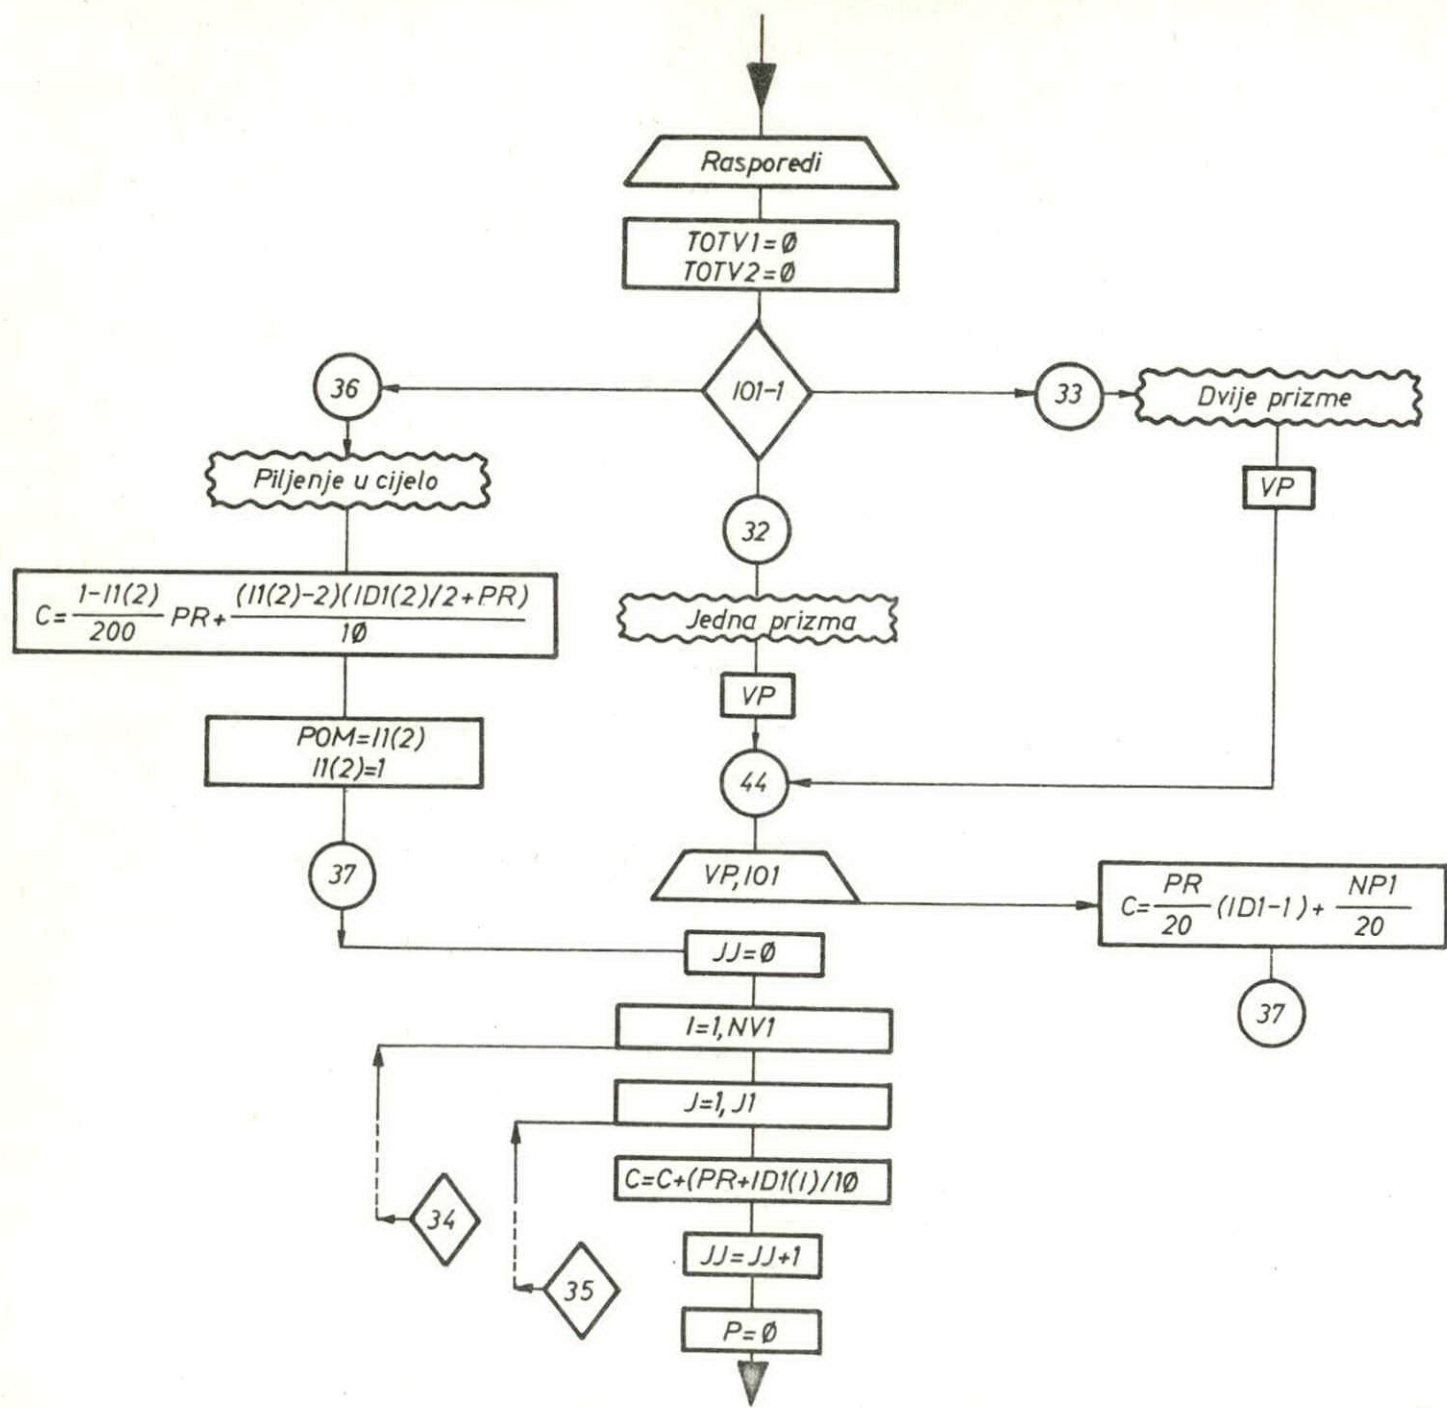 Rasporedi
TOTV1=Ø
TOTV2=Ø
IO1-1
36
33
Dvije prizme
VP
Piljenje u cijelo
32
C=1-I1(2)/200 PR+(I1(2)-2)(ID1(2)/2+PR)/1Ø
Jedna prizma
VP
POM=I1(2)
I1(2)=1
44
37
VP,IO1
C=PR/20 (ID1-1)+ NP1/20
JJ=Ø
37
I=1,NV1
J=1,J1
C=C+(PR+ID1(I)/1Ø
34
JJ=JJ+1
35
P=Ø